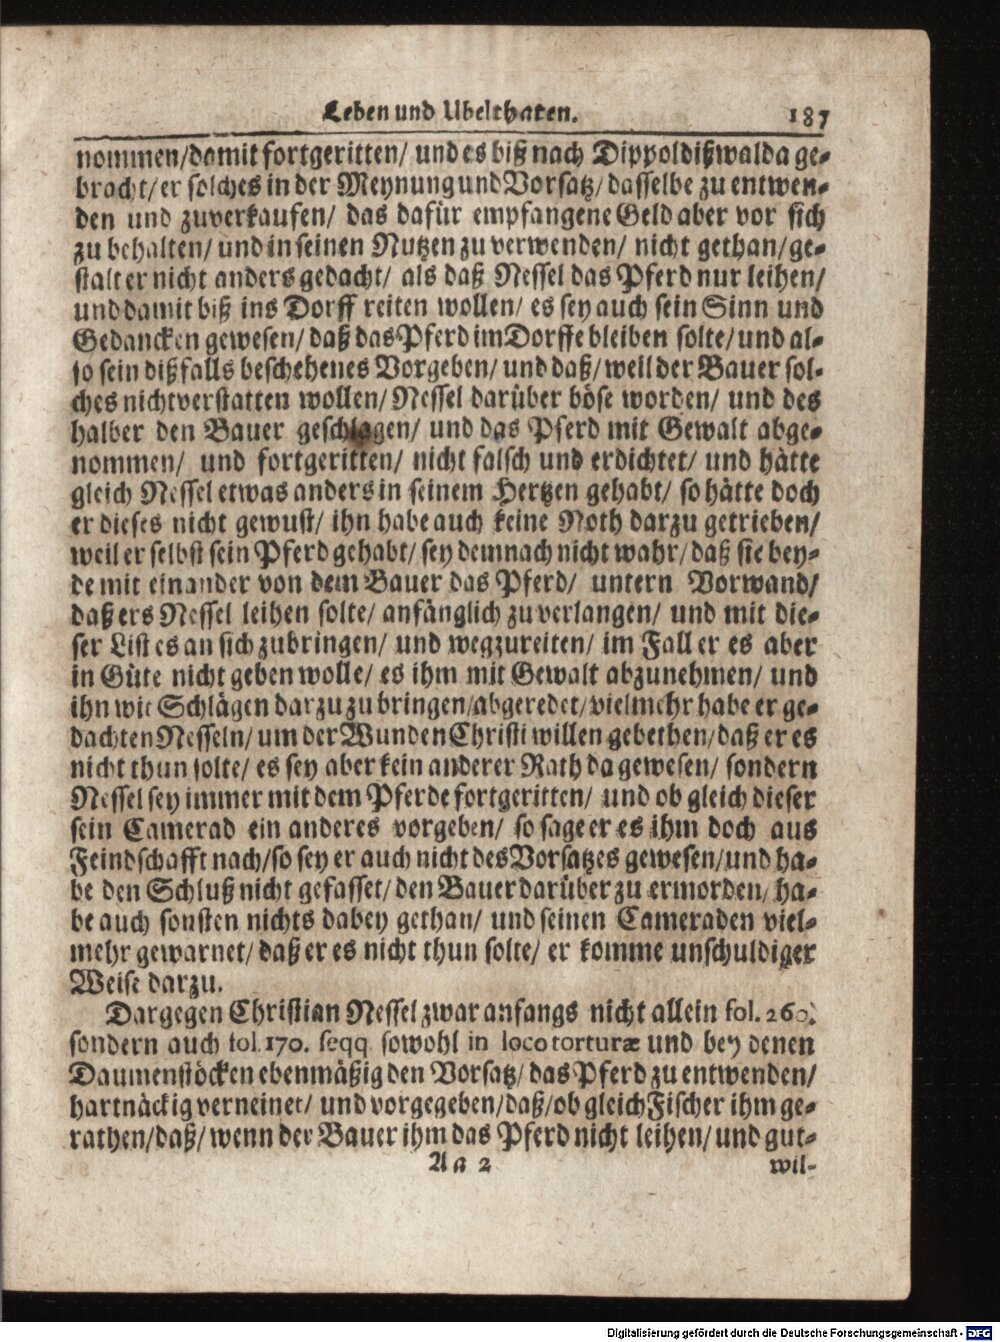 Leben und Ubelthaten. 187
nommen/damit fortgeritten/ und es biß nach Dippoldißwalda ge-
bracht/er solches in der Meynung und Vorsatz/ dasselbe zu entwen-
den und zuverkaufen/ das dafür empfangene Geld aber vor sich
zu behalten/ und in seinen Nutzen zu verwenden/ nicht gethan/ge-
stalt er nicht anders gedacht/ als daß Nessel das Pferd nur leihen/
und damit biß ins Dorff reiten wollen/ es sey auch sein Sinn und
Gedancken gewesen/ daß das Pferd im Dorffe bleiben solte/ und al-
so sein dißfalls beschehenes Vorgeben/ und daß/ weil der Bauer sol-
ches nicht verstatten wollen/ Nessel darüber böse worden/ und des
halber den Bauer geschlagen/ und das Pferd mit Gewalt abge-
nommen/ und fortgeritten/ nicht falsch und erdichtet/ und hätte
gleich Nessel etwas anders in seinem Hertzen gehabt/ so hätte doch
er dieses nicht gewust/ ihn habe auch keine Noth darzu getrieben/
weil er selbst sein Pferd gehabt/ sey demnach nicht wahr/ daß sie bey-
de mit einander von dem Bauer das Pferd/ untern Vorwand/
daß ers Nessel leihen solte/ anfänglich zu verlangen/ und mit die-
ser List es an sich zubringen/ und wegzureiten/ im Fall er es aber
in Güte nicht geben wolle/ es ihm mit Gewalt abzunehmen/ und
ihn wit Schlägen darzu zu bringen/abgeredet/vielmehr habe er ge-
dachten Nesseln/ um der Wunden Christi willen gebethen/daß er es
nicht thun solte/ es sey aber kein anderer Rath da gewesen/ sondern
Nessel sey immer mit dem Pferde fortgeritten/ und ob gleich dieser
sein Camerad ein anderes vorgeben/ so sage er es ihm doch aus
Feindschafft nach/so sey er auch nicht des Vorsatzes gewesen/und ha-
be den Schluß nicht gefasset/den Bauer darüber zu ermorden/ ha-
be auch sonsten nichts dabey gethan/ und seinen Cameraden viel-
mehr gewarnet/ daß er es nicht thun solte/ er komme unschuldiger
Weise darzu.
Dargegen Christian Nessel zwar anfangs nicht allein fol. 260.
sondern auch fol. 170. seqq sowohl in loco torturæ und bey denen
Daumenstöcken ebenmäßig den Vorsatz/ das Pferd zu entwenden/
hartnäckig verneinet/ und vorgegeben/daß/ob gleich Fischer ihm ge-
rathen/daß/ wenn der Bauer ihm das Pferd nicht leihen/ und gut-
Aa 2 wil-
Digitalisierung gefördert durch die Deutsche Forschungsgemeinschaft - DFG